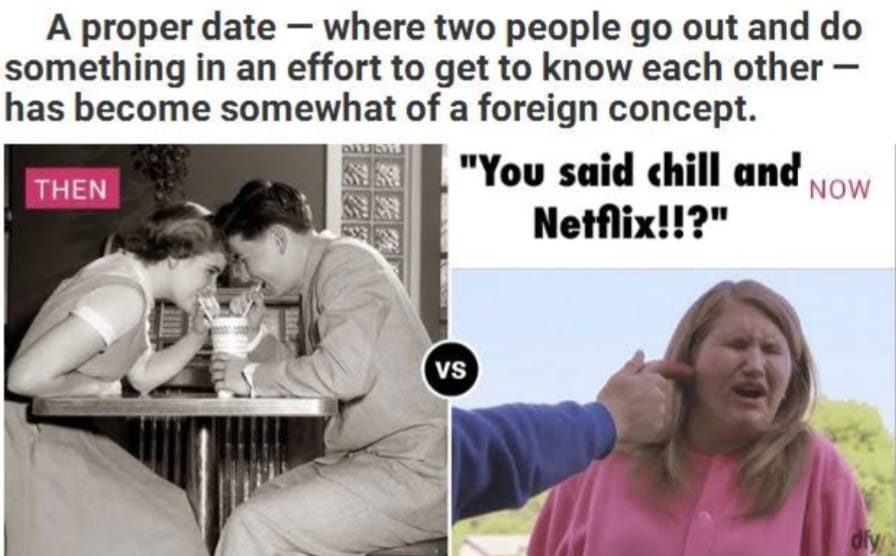 A proper date — where two people go out and do
something in an effort to get to know each other —
has become somewhat of a foreign concept.
THEN
"You said chill and
Netflix!!?"
NOW
VS
dfy